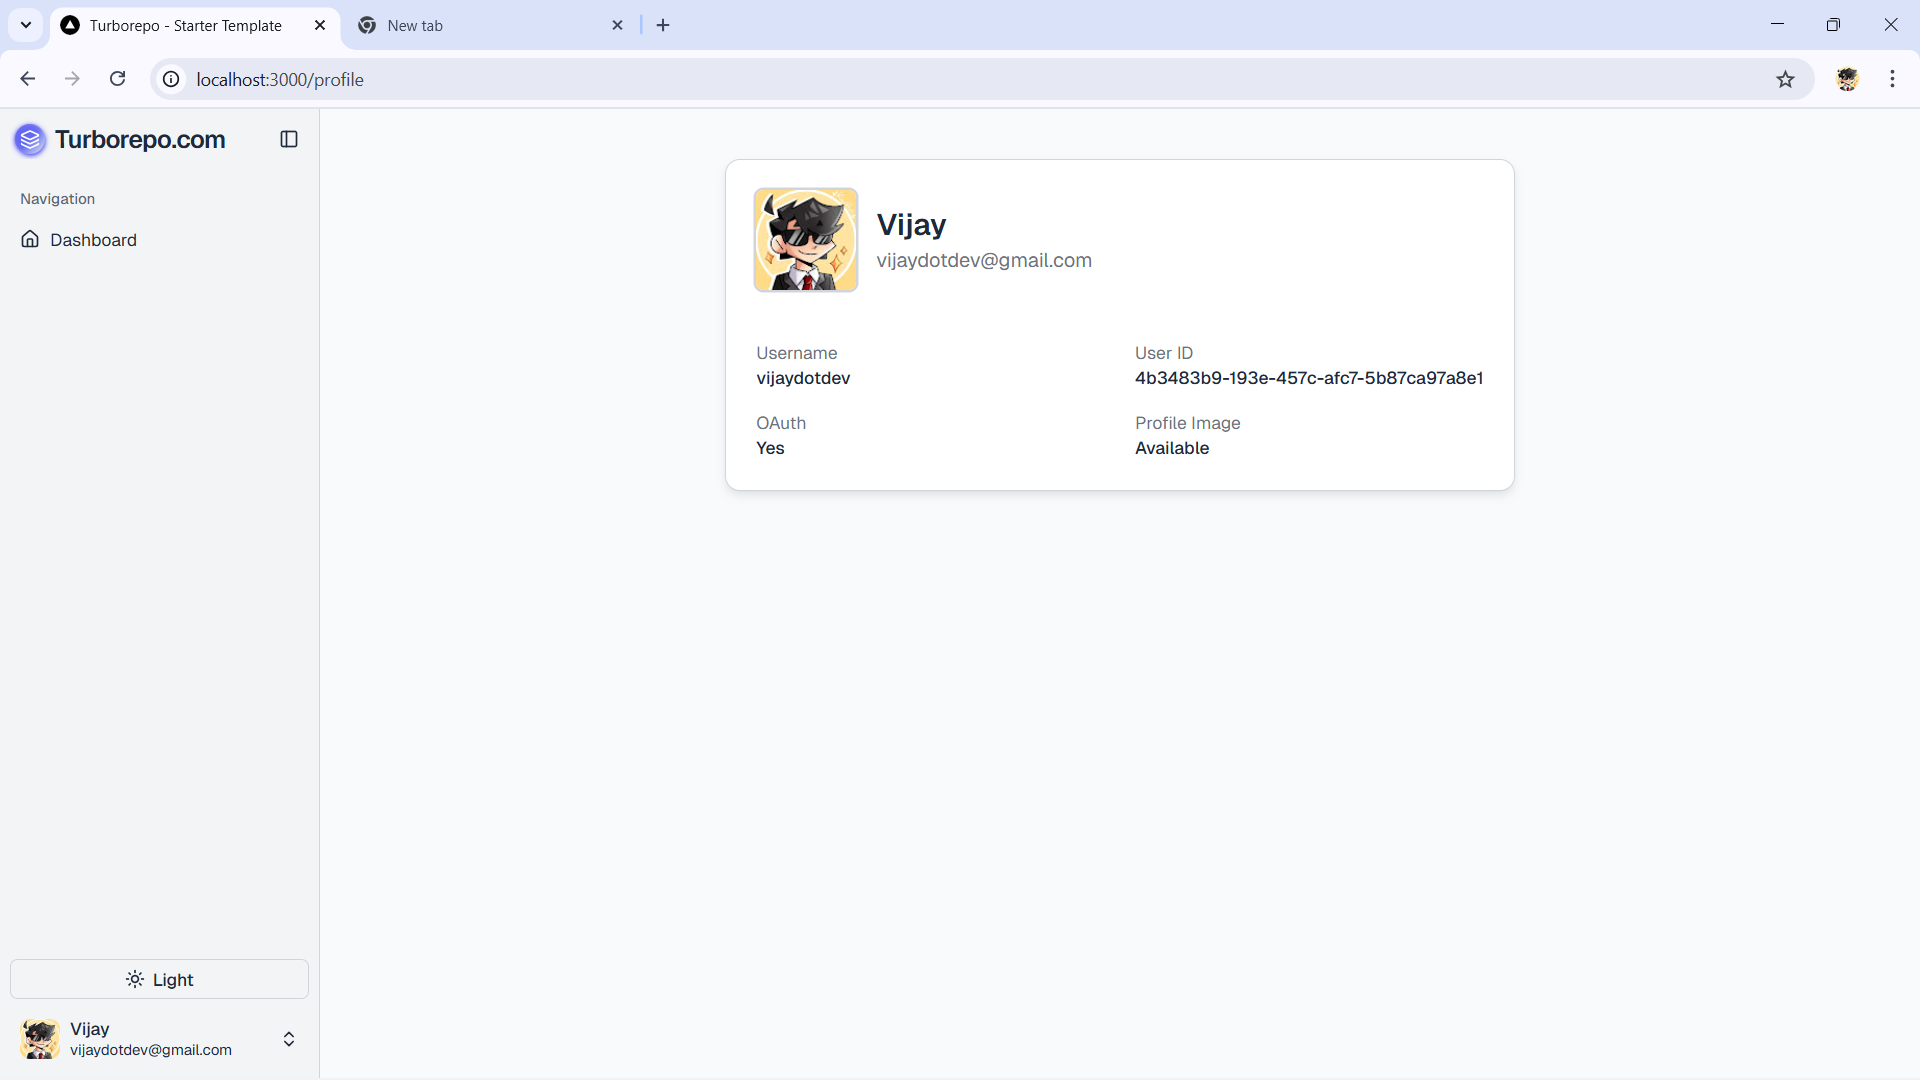 Turborepo - Starter Template
New tab
localhost:3000/profile
Turborepo.com
Navigation
Dashboard
Vijay
vijaydotdev@gmail.com
Username
vijaydotdev
User ID
4b3483b9-193e-457c-afc7-5b87ca97a8e1
OAuth
Yes
Profile Image
Available
Light
Vijay
vijaydotdev@gmail.com